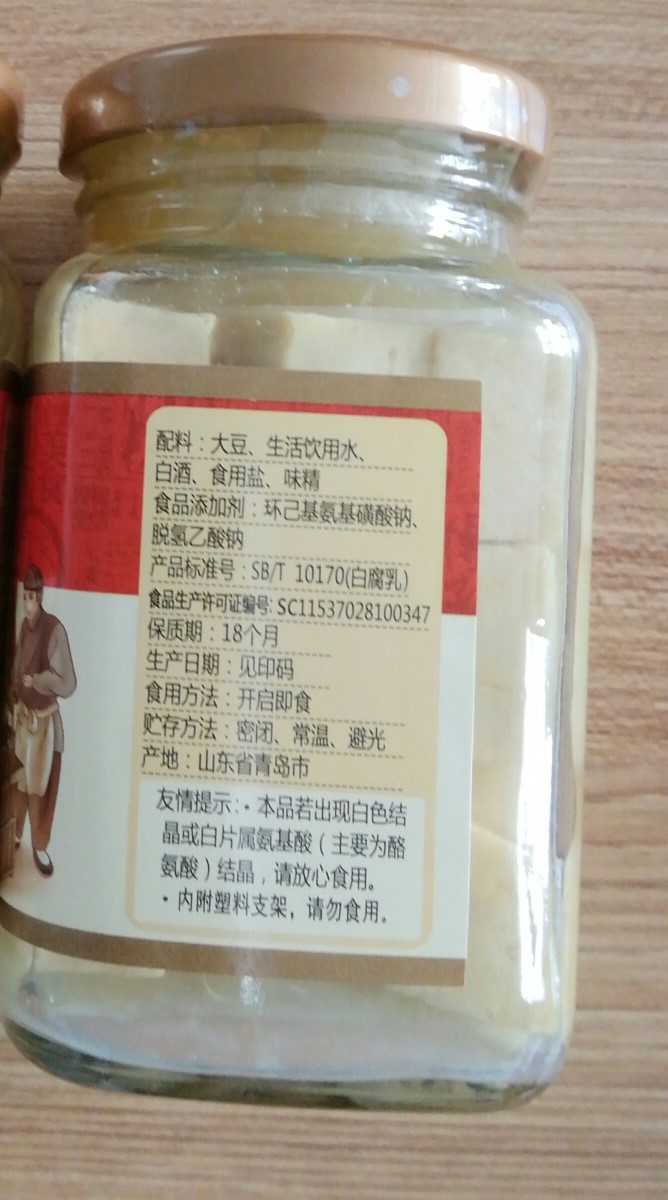 配料：大豆、生活饮用水、
白酒、食用盐、味精
食品添加剂：环己基氨基磺酸钠、
脱氢乙酸钠
产品标准号：SB/T 10170(白腐乳)
食品生产许可证编号: SC11537028100347
保质期：18个月
生产日期：见印码
食用方法：开启即食
贮存方法：密闭、常温、避光
产地：山东省青岛市
友情提示：·本品若出现白色结
晶或白片属氨基酸（主要为酪
氨酸）结晶，请放心食用。
·内附塑料支架，请勿食用。